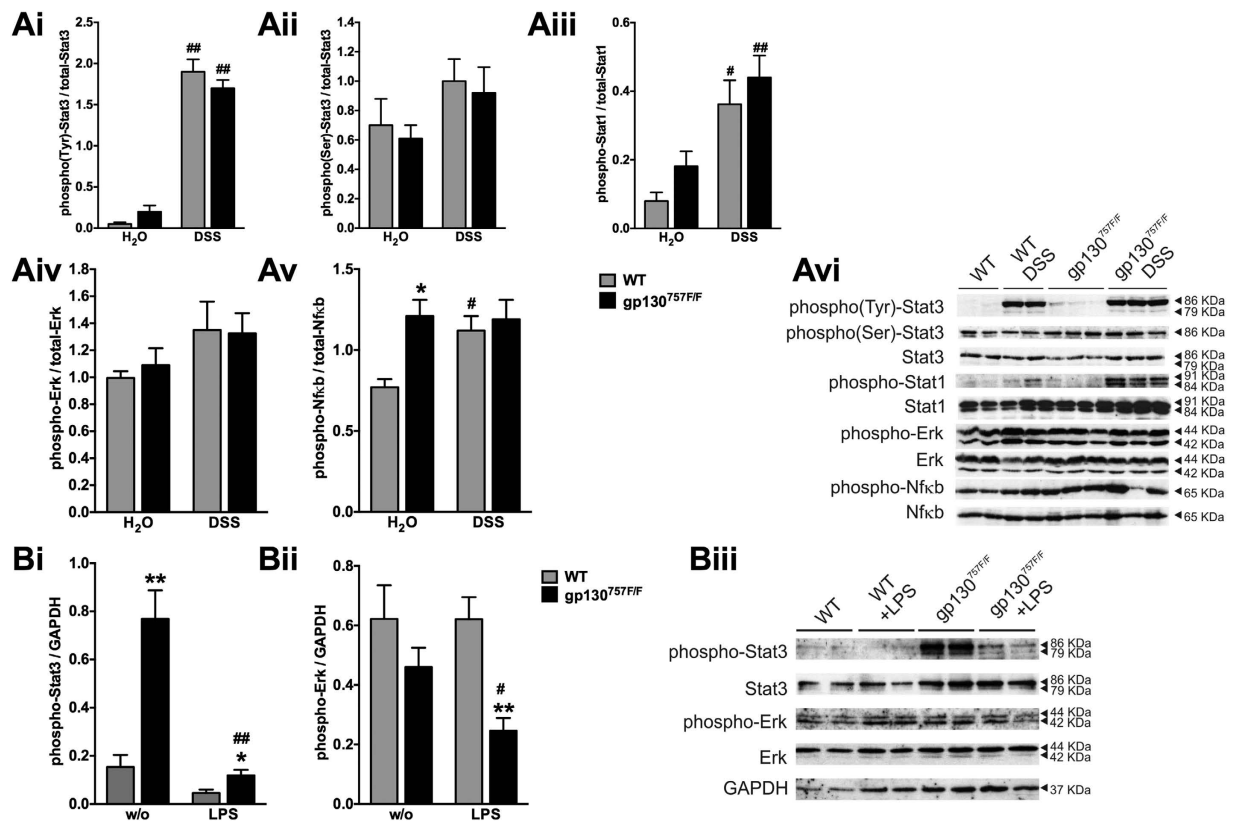 Ai
phospho(Tyr)-Stat3 / total-Stat3
2.5
2.0
1.5
1.0
0.5
0.0
##
##
H₂O DSS
Aii
phospho(Ser)-Stat3 / total-Stat3
1.4
1.2
1.0
0.8
0.6
0.4
0.2
0.0
H₂O DSS
Aiii
phospho-Stat1 / total-Stat1
0.6
0.4
0.2
0.0
#
##
H₂O DSS
Aiv
phospho-Erk / total-Erk
1.8
1.6
1.4
1.2
1.0
0.8
0.6
0.4
0.2
0.0
H₂O DSS
Av
phospho-Nfκb / total-Nfκb
1.5
1.2
1.0
0.5
0.0
*
#
H₂O DSS
WT
gp130⁷⁵⁷F/F
Avi
WT WT DSS gp130⁷⁵⁷F/F gp130⁷⁵⁷F/F DSS
phospho(Tyr)-Stat3 86 KDa
79 KDa
phospho(Ser)-Stat3 86 KDa
Stat3 86 KDa
79 KDa
phospho-Stat1 91 KDa
84 KDa
Stat1 91 KDa
84 KDa
phospho-Erk 44 KDa
42 KDa
Erk 44 KDa
42 KDa
phospho-Nfκb 65 KDa
Nfκb 65 KDa
Bi
phospho-Stat3 / GAPDH
1.0
0.8
0.6
0.4
0.2
0.0
**
##
*
w/o LPS
Bii
phospho-Erk / GAPDH
0.8
0.6
0.4
0.2
0.0
#
**
w/o LPS
WT
gp130⁷⁵⁷F/F
Biii
WT WT +LPS gp130⁷⁵⁷F/F gp130⁷⁵⁷F/F +LPS
phospho-Stat3 86 KDa
79 KDa
Stat3 86 KDa
79 KDa
phospho-Erk 44 KDa
42 KDa
Erk 44 KDa
42 KDa
GAPDH 37 KDa